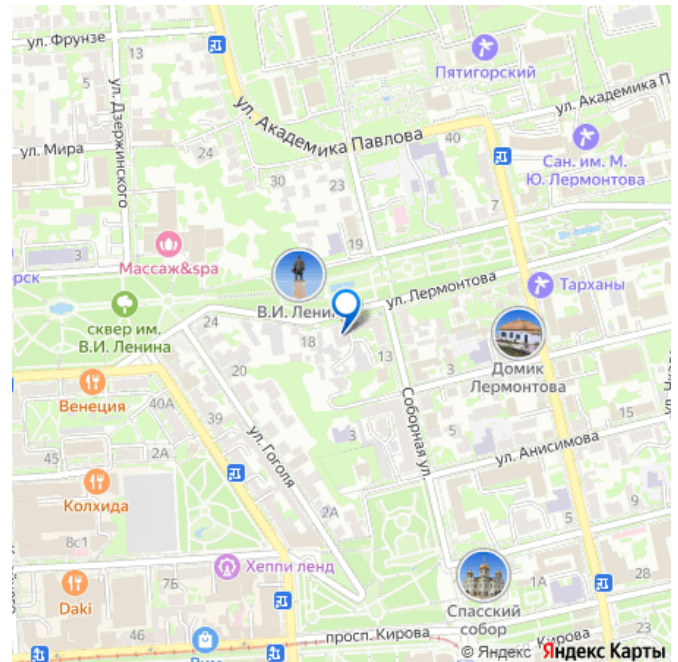 ул. Фрунзе
13
5
Пятигорский
ул. Дзержинского
ул. Академика Павлова
ул. Академика П
40
ул. Мира
24
Сан. им. М.
Ю. Лермонтова
30
23
7
3
19
Массаж&spa
рск
В.И. Ленин
ул. Лермонтова
Тарханы
сквер им.
В.И. Ленина
24
18
13
3
Домик
Лермонтова
20
Венеция
40А
39
Соборная ул.
15
45
2А
ул. Гоголя
3
5
ул. Анисимова
Колхида
2А
9
8с1
5
Хеппи ленд
Daki
7Б
1А
28
Спасский
собор
46
просп. Кирова
Кирова
© Яндекс Яндекс Карты